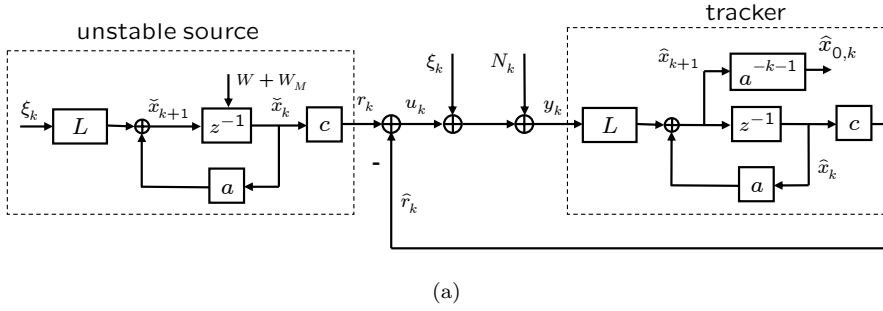 unstable source
tracker
W + W_M
ξ_k
L
x̆_{k+1}
z^{-1}
x̆_k
c
r_k
a
u_k
ξ_k
N_k
y_k
-
r̂_k
L
x̂_{k+1}
a^{-k-1}
x̂_{0,k}
z^{-1}
c
a
x̂_k
(a)